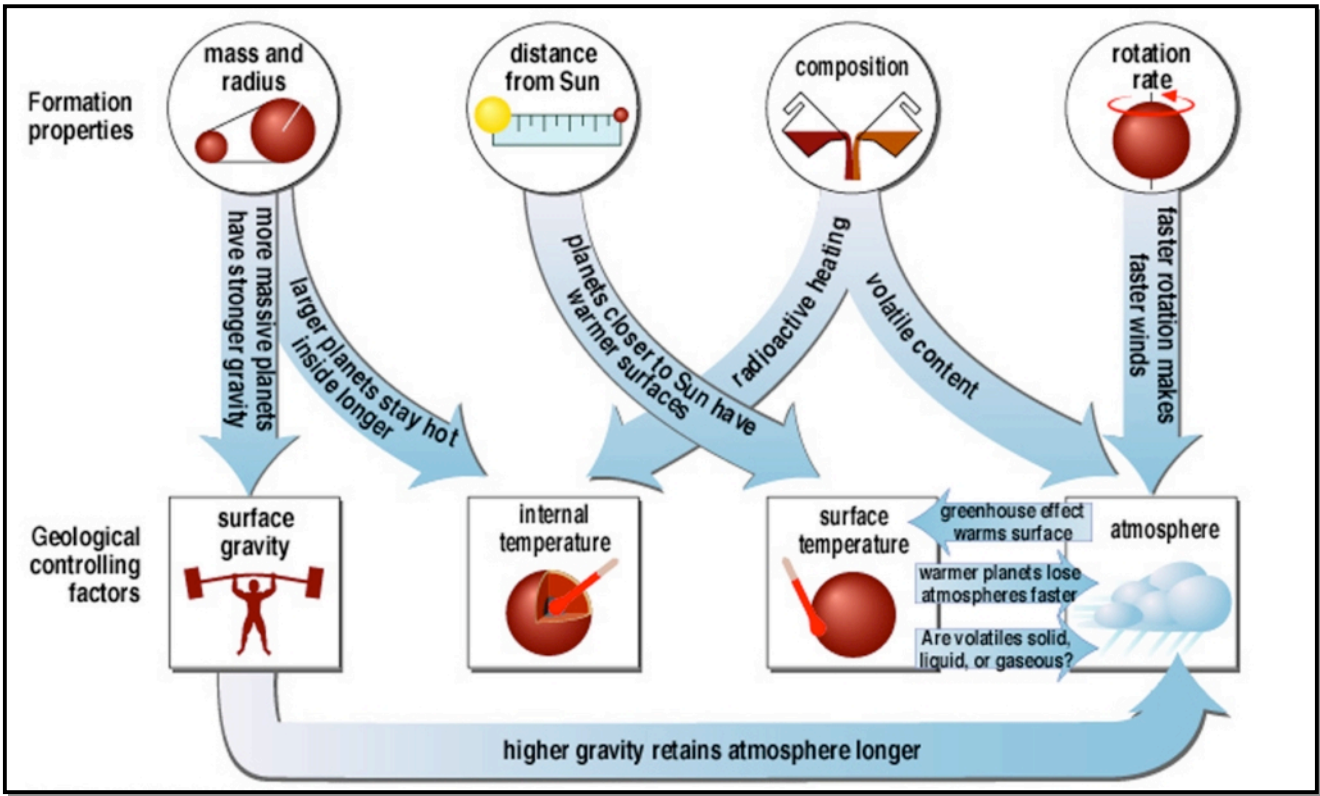 Formation
properties
mass and
radius
distance
from Sun
composition
rotation
rate
more massive planets
have stronger gravity
larger planets stay hot
inside longer
planets closer to Sun have
warmer surfaces
radioactive heating
volatile content
faster rotation makes
faster winds
Geological
controlling
factors
surface
gravity
internal
temperature
surface
temperature
greenhouse effect
warms surface
warmer planets lose
atmospheres faster
Are volatiles solid,
liquid, or gaseous?
atmosphere
higher gravity retains atmosphere longer